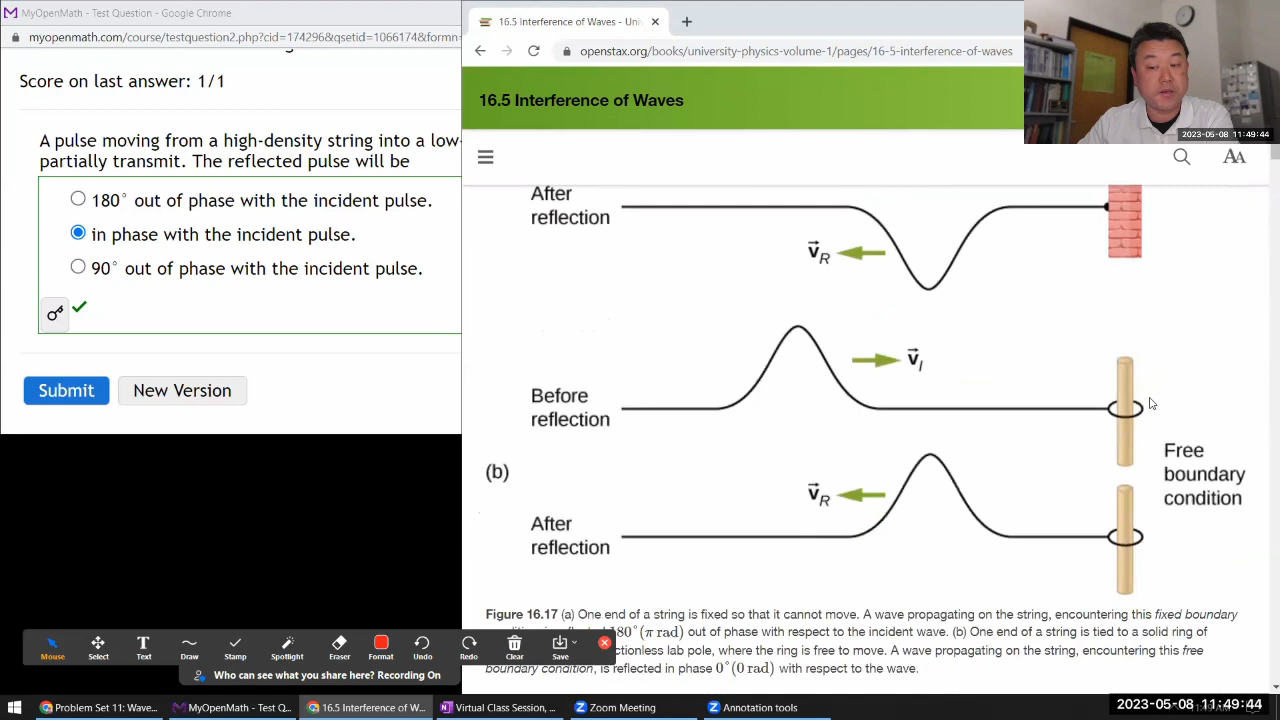 MyOpenMath - Test Question - Google Chrome
myopenmath.com/course/testquestion2.php?cid=174296&qsetid=1066174&formn=
Score on last answer: 1/1
A pulse moving from a high-density string into a low-
partially transmit. The reflected pulse will be
180° out of phase with the incident pulse.
in phase with the incident pulse.
90° out of phase with the incident pulse.
Submit
New Version
16.5 Interference of Waves - Uni
openstax.org/books/university-physics-volume-1/pages/16-5-interference-of-waves
16.5 Interference of Waves
2023-05-08 11:49:44
AA
After
reflection
v⃗R
Before
reflection
v⃗I
(b)
Free
boundary
condition
After
reflection
v⃗R
Figure 16.17 (a) One end of a string is fixed so that it cannot move. A wave propagating on the string, encountering this fixed boundary
180°(π rad) out of phase with respect to the incident wave. (b) One end of a string is tied to a solid ring of
ctionless lab pole, where the ring is free to move. A wave propagating on the string, encountering this free
boundary condition, is reflected in phase 0°(0 rad) with respect to the wave.
Mouse
Select
Text
Draw
Stamp
Spotlight
Eraser
Format
Undo
Redo
Clear
Save
Who can see what you share here? Recording On
Problem Set 11: Wave...
MyOpenMath - Test Q...
16.5 Interference of W...
Virtual Class Session, ...
Zoom Meeting
Annotation tools
2023-05-08 11:49:44